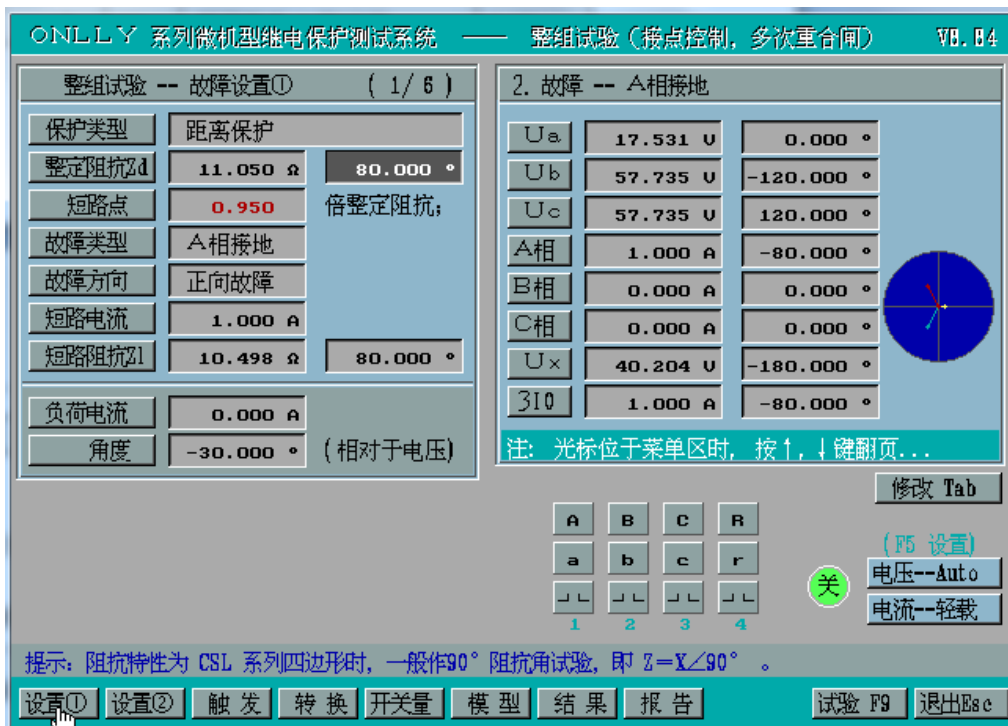 ONLLY 系列微机型继电保护测试系统 —— 整组试验（接点控制，多次重合闸） V8.04
整组试验 -- 故障设置① ( 1/ 6 )
保护类型 距离保护
整定阻抗Zd 11.050 Ω 80.000 °
短路点 0.950 倍整定阻抗;
故障类型 A相接地
故障方向 正向故障
短路电流 1.000 A
短路阻抗Zl 10.498 Ω 80.000 °
负荷电流 0.000 A
角度 -30.000 ° (相对于电压)
2. 故障 -- A相接地
Ua 17.531 V 0.000 °
Ub 57.735 V -120.000 °
Uc 57.735 V 120.000 °
A相 1.000 A -80.000 °
B相 0.000 A 0.000 °
C相 0.000 A 0.000 °
Ux 40.204 V -180.000 °
3I0 1.000 A -80.000 °
注: 光标位于菜单区时, 按↑,↓键翻页...
修改 Tab
A B C R
a b c r
1 2 3 4
关
(F5 设置)
电压--Auto
电流--轻载
提示: 阻抗特性为 CSL 系列四边形时, 一般作90° 阻抗角试验, 即 Z=X∠90° 。
设置① 设置② 触 发 转 换 开关量 模 型 结 果 报 告 试验 F9 退出Esc